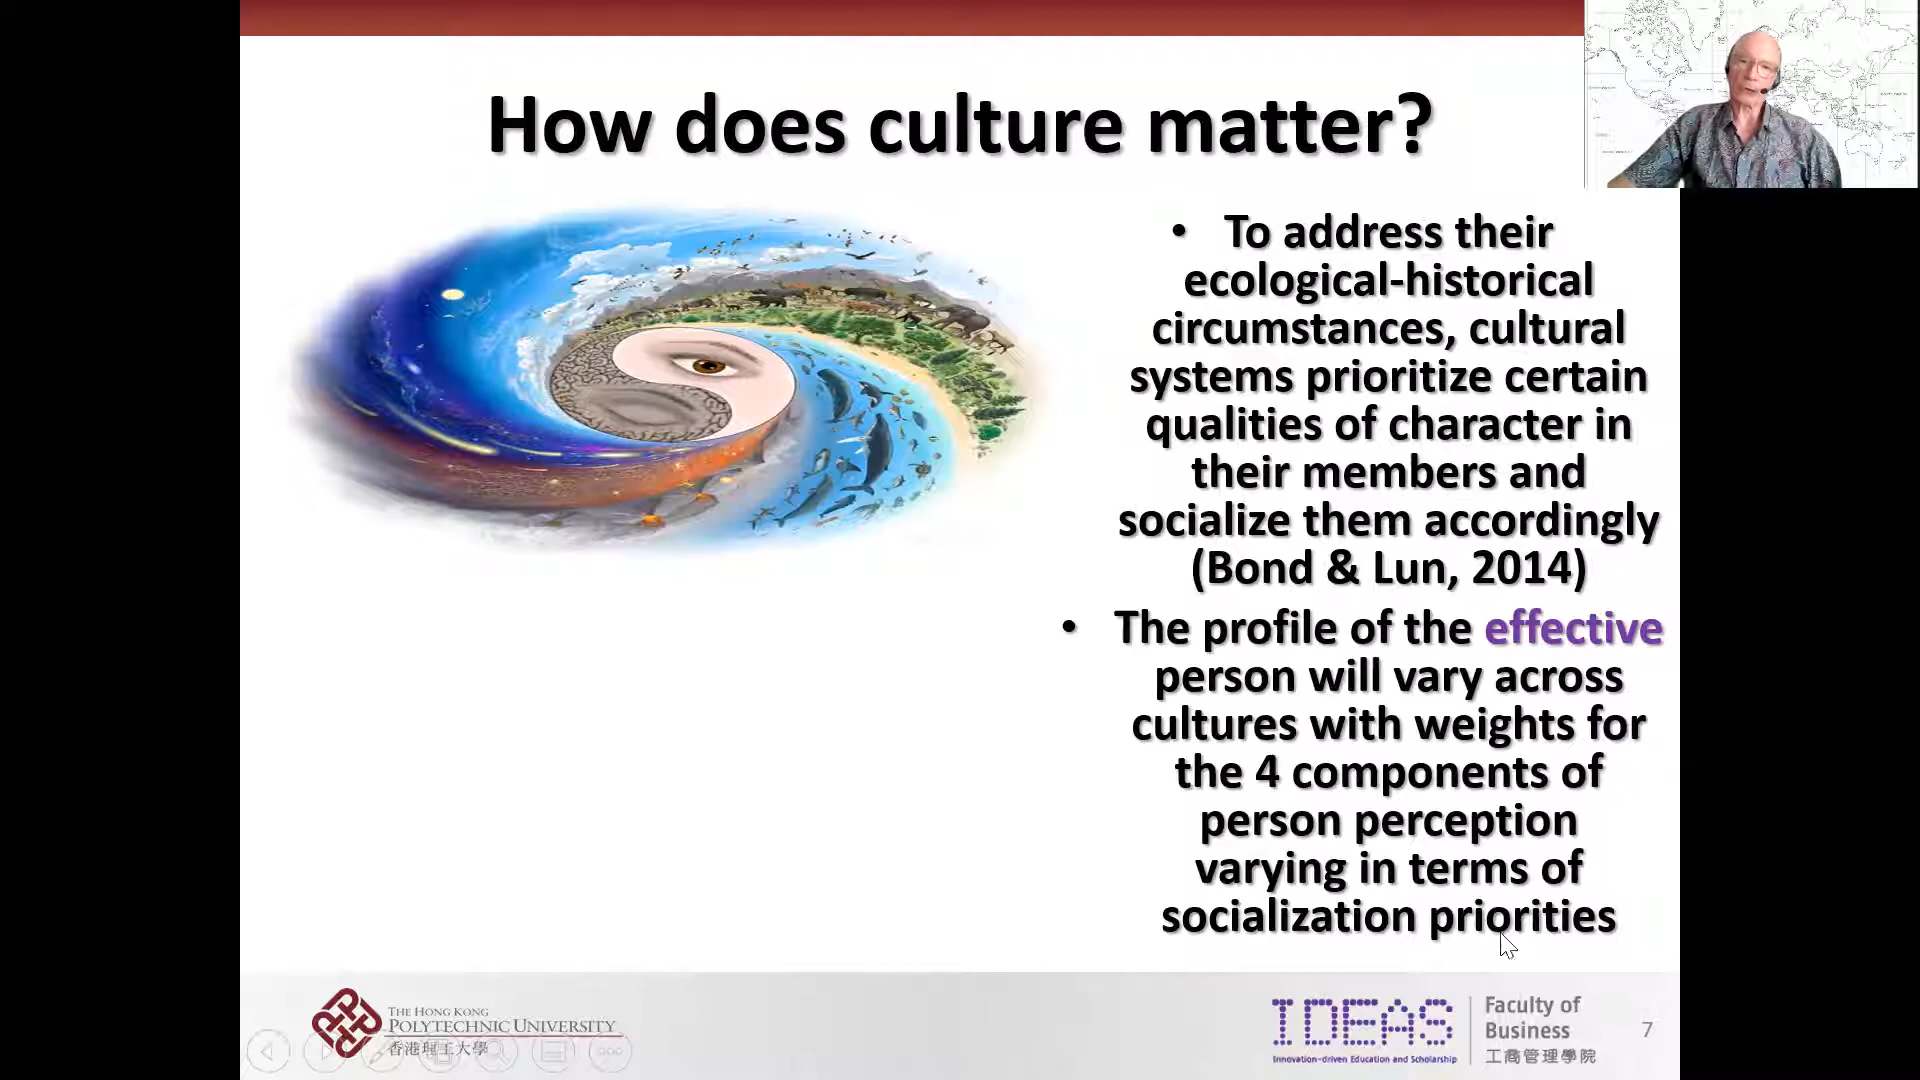 How does culture matter?
• To address their
ecological-historical
circumstances, cultural
systems prioritize certain
qualities of character in
their members and
socialize them accordingly
(Bond & Lun, 2014)
• The profile of the effective
person will vary across
cultures with weights for
the 4 components of
person perception
varying in terms of
socialization priorities
THE HONG KONG
POLYTECHNIC UNIVERSITY
香港理工大學
IDEAS
Innovation-driven Education and Scholarship
Faculty of
Business
工商管理學院
7